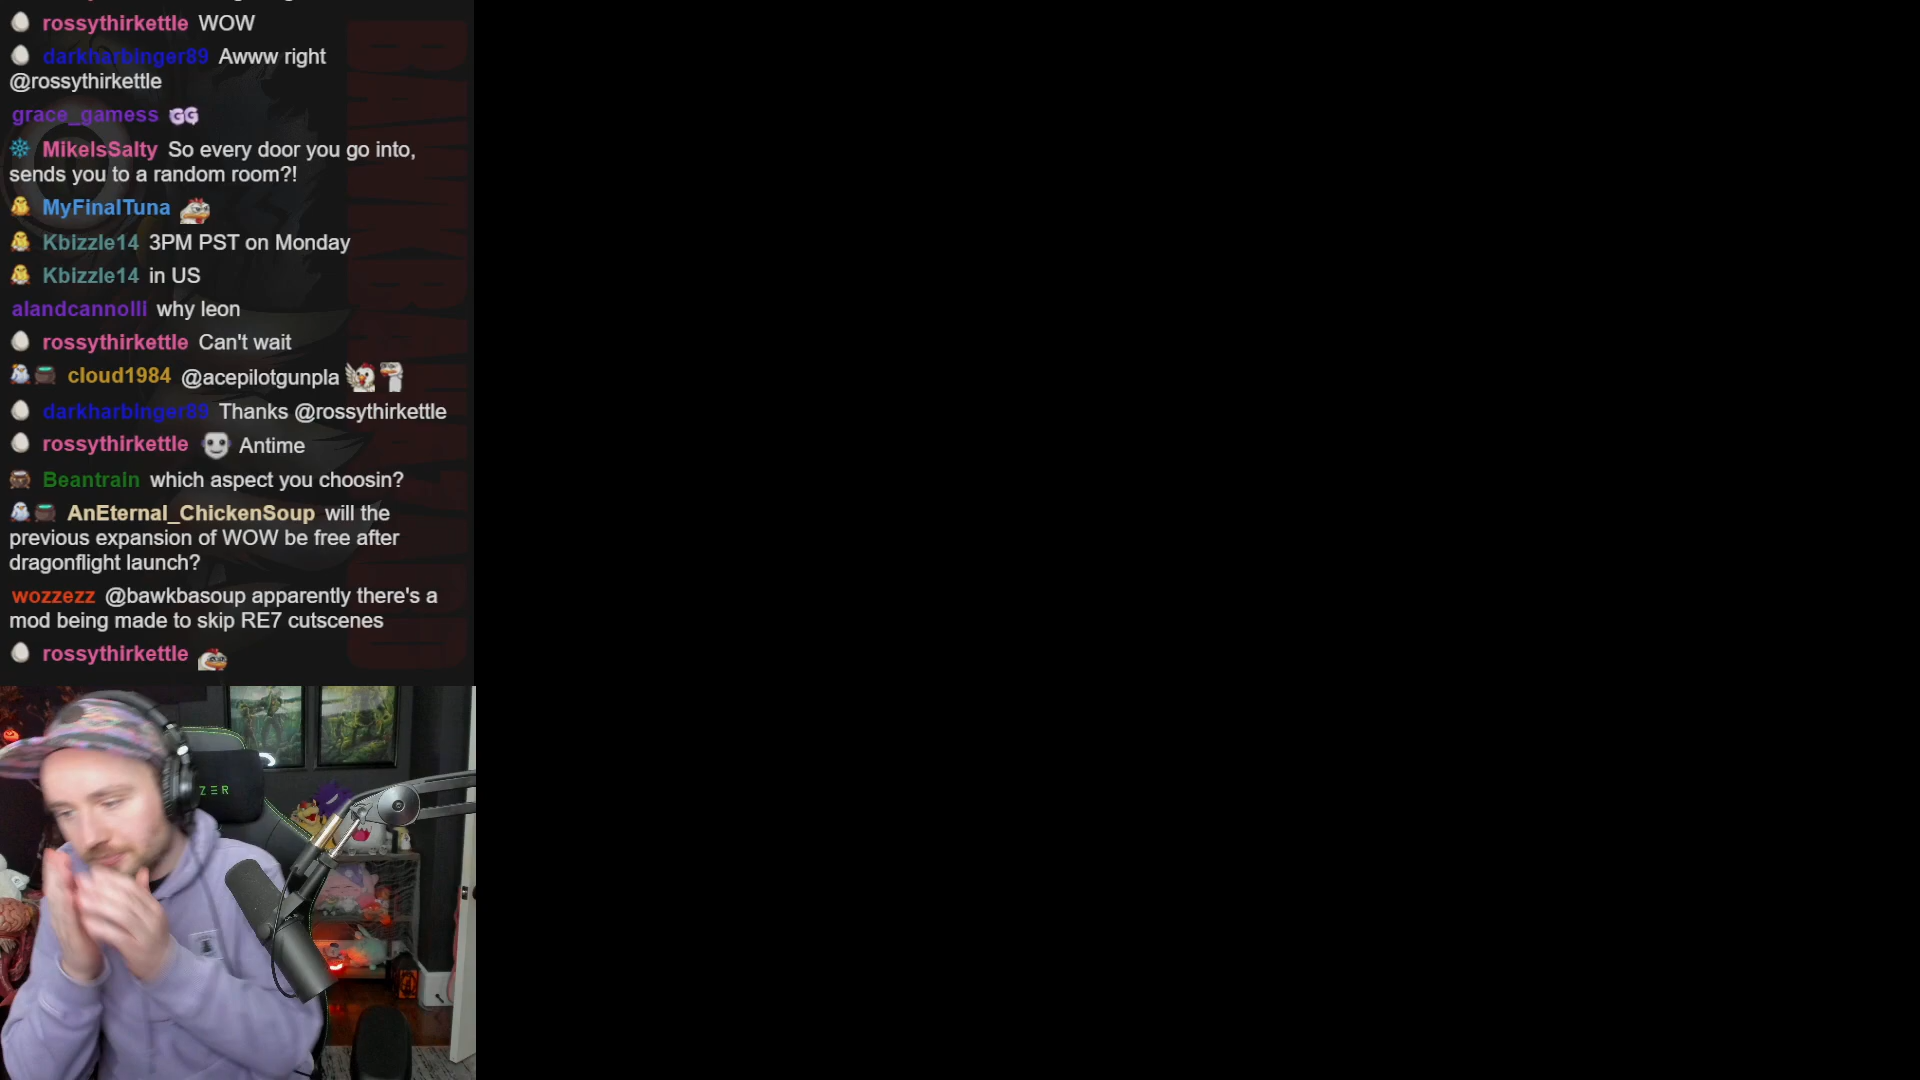 rossythirkettle WOW
darkharbinger89 Awww right
@rossythirkettle
grace_gamess GG
MikeIsSalty So every door you go into,
sends you to a random room?!
MyFinalTuna
Kbizzle14 3PM PST on Monday
Kbizzle14 in US
alandcannolli why leon
rossythirkettle Can't wait
cloud1984 @acepilotgunpla
darkharbinger89 Thanks @rossythirkettle
rossythirkettle Antime
Beantrain which aspect you choosin?
AnEternal_ChickenSoup will the
previous expansion of WOW be free after
dragonflight launch?
wozzezz @bawkbasoup apparently there's a
mod being made to skip RE7 cutscenes
rossythirkettle
ZER